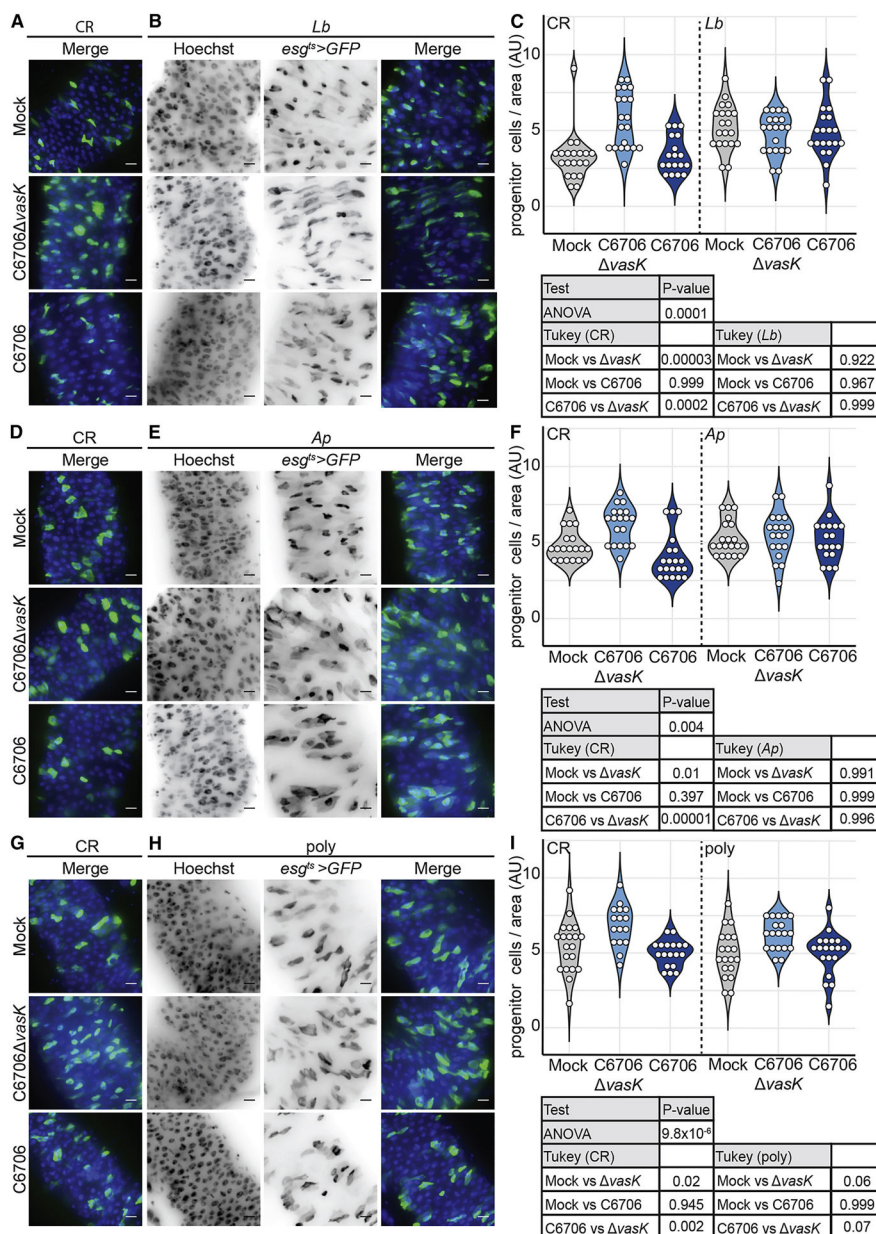 A CR B Lb C CR Lb
Merge Hoechst esgᵗˢ>GFP Merge
Mock
C6706ΔvasK
C6706
progenitor cells / area (AU)
10
5
0
Mock C6706 C6706 Mock C6706 C6706
ΔvasK ΔvasK
Test P-value
ANOVA 0.0001
Tukey (CR) Tukey (Lb)
Mock vs ΔvasK 0.00003 Mock vs ΔvasK 0.922
Mock vs C6706 0.999 Mock vs C6706 0.967
C6706 vs ΔvasK 0.0002 C6706 vs ΔvasK 0.999
D CR E Ap F CR Ap
Merge Hoechst esgᵗˢ>GFP Merge
Mock
C6706ΔvasK
C6706
progenitor cells / area (AU)
10
5
0
Mock C6706 C6706 Mock C6706 C6706
ΔvasK ΔvasK
Test P-value
ANOVA 0.004
Tukey (CR) Tukey (Ap)
Mock vs ΔvasK 0.01 Mock vs ΔvasK 0.991
Mock vs C6706 0.397 Mock vs C6706 0.999
C6706 vs ΔvasK 0.00001 C6706 vs ΔvasK 0.996
G CR H poly I CR poly
Merge Hoechst esgᵗˢ>GFP Merge
Mock
C6706ΔvasK
C6706
progenitor cells / area (AU)
10
5
0
Mock C6706 C6706 Mock C6706 C6706
ΔvasK ΔvasK
Test P-value
ANOVA 9.8x10⁻⁶
Tukey (CR) Tukey (poly)
Mock vs ΔvasK 0.02 Mock vs ΔvasK 0.06
Mock vs C6706 0.945 Mock vs C6706 0.999
C6706 vs ΔvasK 0.002 C6706 vs ΔvasK 0.07